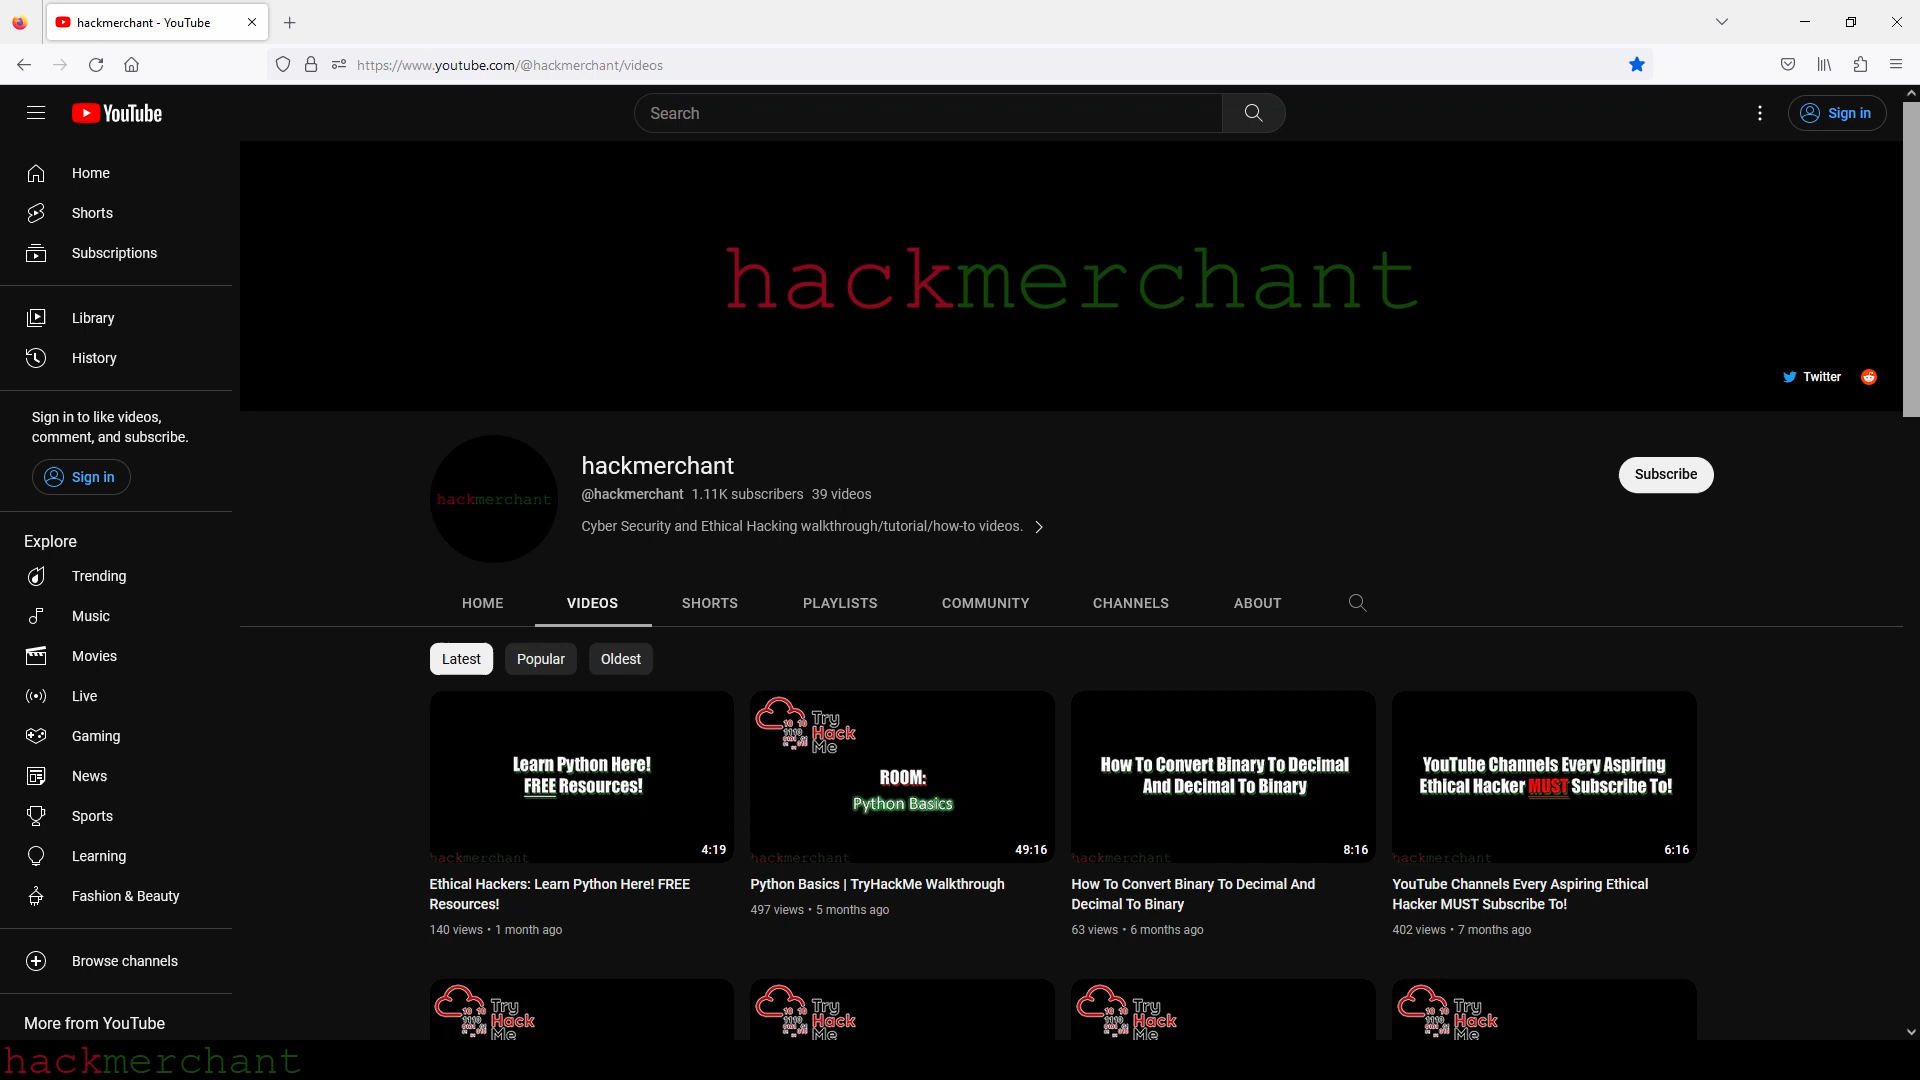 hackmerchant - YouTube
https://www.youtube.com/@hackmerchant/videos
YouTube
Search
Sign in
Home
Shorts
Subscriptions
Library
History
Sign in to like videos,
comment, and subscribe.
Sign in
Explore
Trending
Music
Movies
Live
Gaming
News
Sports
Learning
Fashion & Beauty
Browse channels
More from YouTube
hackmerchant
Twitter
hackmerchant
hackmerchant
@hackmerchant 1.11K subscribers 39 videos
Cyber Security and Ethical Hacking walkthrough/tutorial/how-to videos.
Subscribe
HOME VIDEOS SHORTS PLAYLISTS COMMUNITY CHANNELS ABOUT
Latest Popular Oldest
Learn Python Here!
FREE Resources!
hackmerchant
4:19
Ethical Hackers: Learn Python Here! FREE
Resources!
140 views • 1 month ago
Try
Hack
Me
ROOM:
Python Basics
hackmerchant
49:16
Python Basics | TryHackMe Walkthrough
497 views • 5 months ago
How To Convert Binary To Decimal
And Decimal To Binary
hackmerchant
8:16
How To Convert Binary To Decimal And
Decimal To Binary
63 views • 6 months ago
YouTube Channels Every Aspiring
Ethical Hacker MUST Subscribe To!
hackmerchant
6:16
YouTube Channels Every Aspiring Ethical
Hacker MUST Subscribe To!
402 views • 7 months ago
Try
Hack
Me
Try
Hack
Me
Try
Hack
Me
Try
Hack
Me
hackmerchant